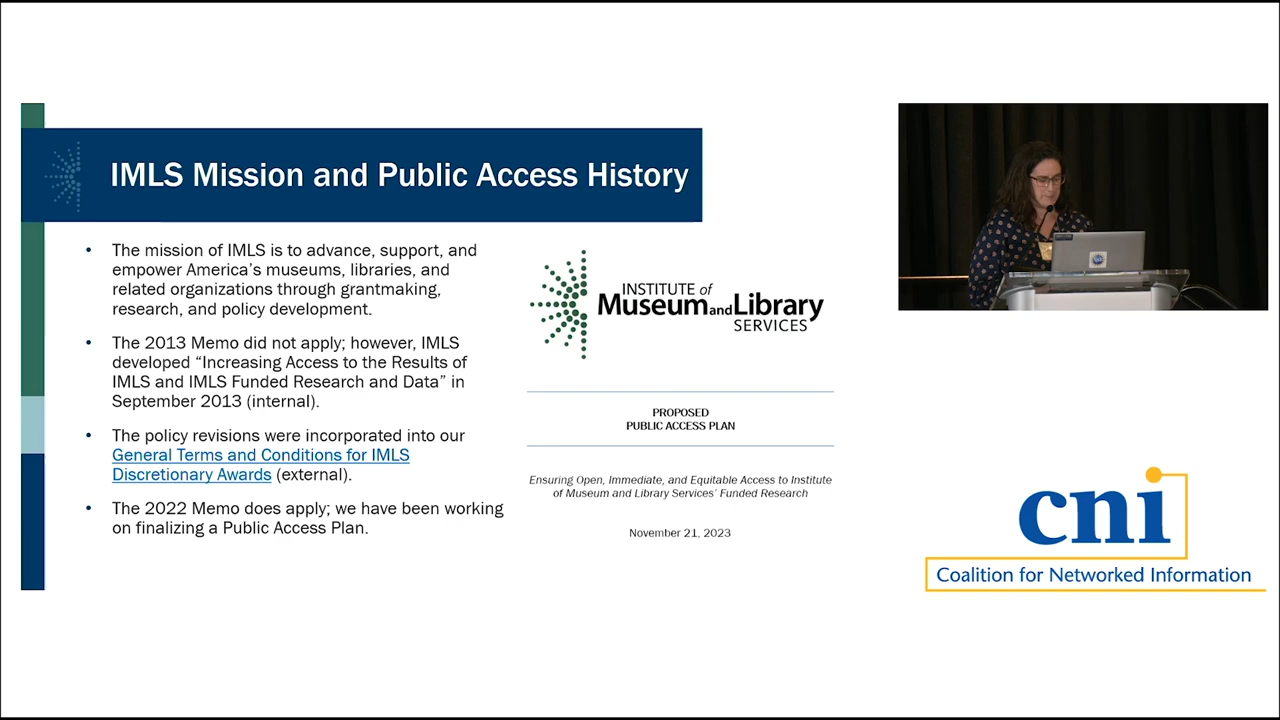 IMLS Mission and Public Access History
• The mission of IMLS is to advance, support, and
empower America's museums, libraries, and
related organizations through grantmaking,
research, and policy development.
• The 2013 Memo did not apply; however, IMLS
developed “Increasing Access to the Results of
IMLS and IMLS Funded Research and Data” in
September 2013 (internal).
• The policy revisions were incorporated into our
General Terms and Conditions for IMLS
Discretionary Awards (external).
• The 2022 Memo does apply; we have been working
on finalizing a Public Access Plan.
INSTITUTE of
Museum and Library
SERVICES
PROPOSED
PUBLIC ACCESS PLAN
Ensuring Open, Immediate, and Equitable Access to Institute
of Museum and Library Services' Funded Research
November 21, 2023
cni
Coalition for Networked Information